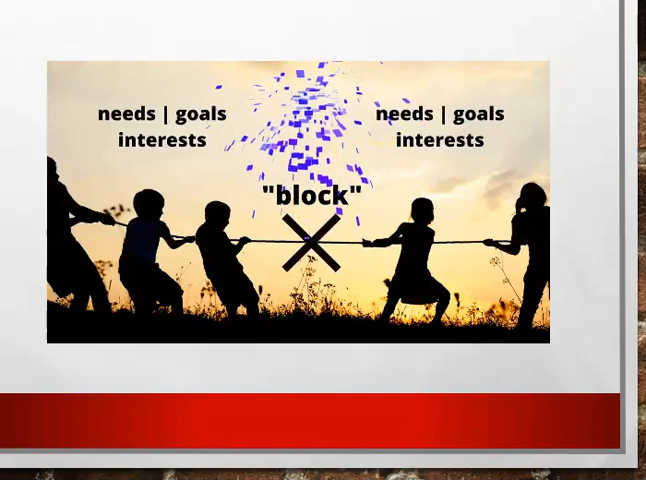 needs | goals
interests
needs | goals
interests
"block"